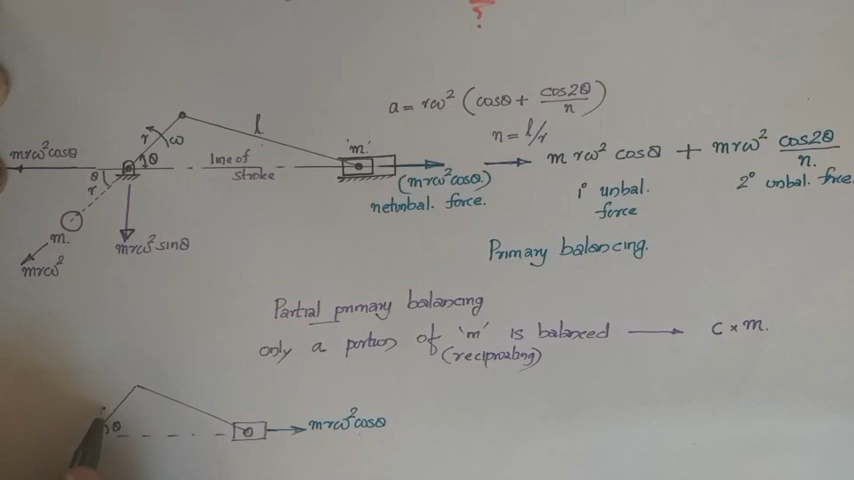 ?
a = rω² (cosθ + cos2θ/n)
n = l/r
mrω²cosθ
r
ω
θ
l
line of
stroke
'm'
(mrω²cosθ)
net unbal. force.
m rω² cosθ + mrω² cos2θ/n.
1° unbal.
force
2° unbal. force.
θ
r
m.
mrω²
mrω² sinθ
Primary balancing.
Partial primary balancing
only a portion of 'm' is balanced → c × m.
(reciprocating)
θ
mrω²cosθ